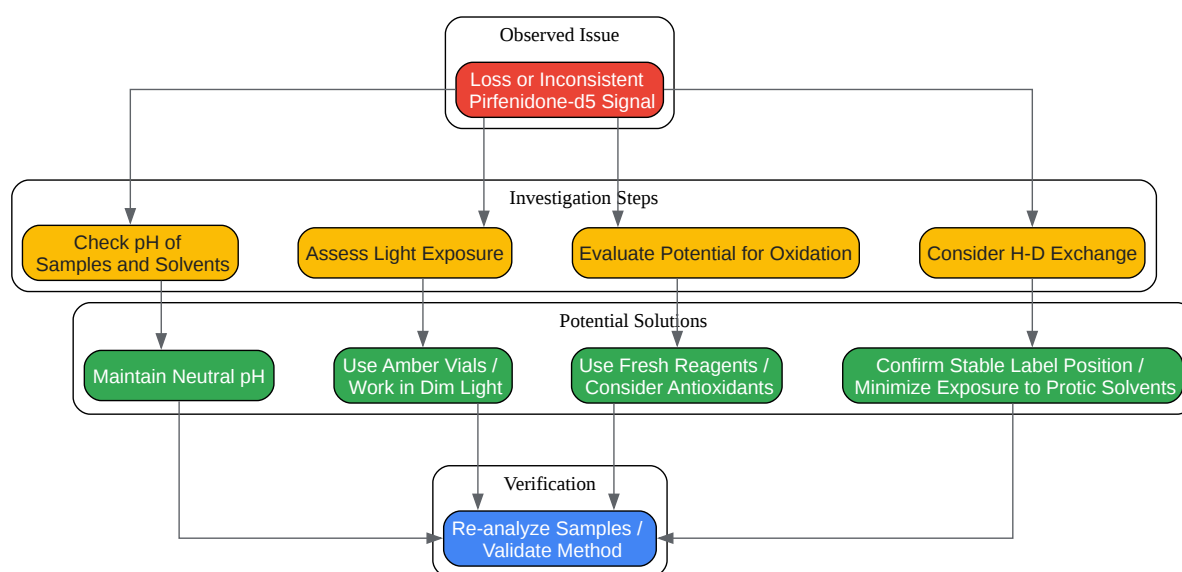 Observed Issue
Loss or Inconsistent
Pirfenidone-d5 Signal
Investigation Steps
Check pH of
Samples and Solvents
Assess Light Exposure
Evaluate Potential for Oxidation
Consider H-D Exchange
Potential Solutions
Maintain Neutral pH
Use Amber Vials /
Work in Dim Light
Use Fresh Reagents /
Consider Antioxidants
Confirm Stable Label Position /
Minimize Exposure to Protic Solvents
Verification
Re-analyze Samples /
Validate Method